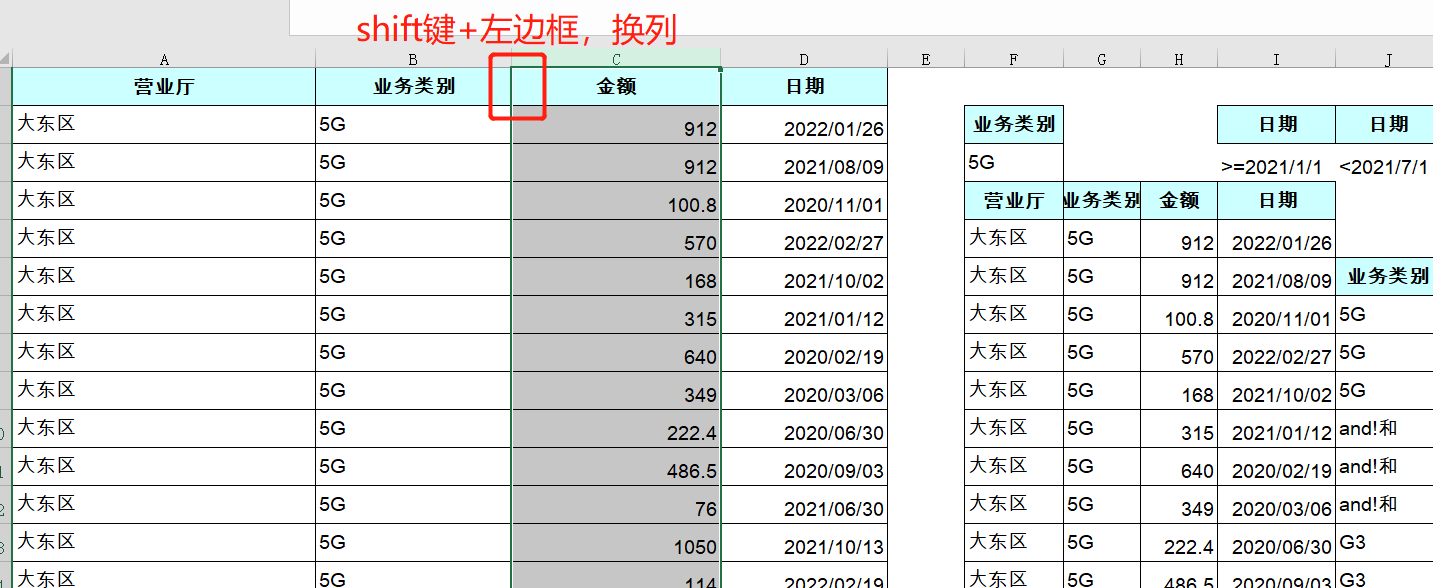 shift键+左边框，换列
A B C D E F G H I J
营业厅 业务类别 金额 日期
大东区 5G 912 2022/01/26 业务类别 日期 日期
大东区 5G 912 2021/08/09 5G >=2021/1/1 <2021/7/1
大东区 5G 100.8 2020/11/01 营业厅 业务类别 金额 日期
大东区 5G 570 2022/02/27 大东区 5G 912 2022/01/26
大东区 5G 168 2021/10/02 大东区 5G 912 2021/08/09 业务类别
大东区 5G 315 2021/01/12 大东区 5G 100.8 2020/11/01 5G
大东区 5G 640 2020/02/19 大东区 5G 570 2022/02/27 5G
大东区 5G 349 2020/03/06 大东区 5G 168 2021/10/02 5G
大东区 5G 222.4 2020/06/30 大东区 5G 315 2021/01/12 and!和
大东区 5G 486.5 2020/09/03 大东区 5G 640 2020/02/19 and!和
大东区 5G 76 2021/06/30 大东区 5G 349 2020/03/06 and!和
大东区 5G 1050 2021/10/13 大东区 5G 222.4 2020/06/30 G3
大东区 5G 114 2022/02/19 大东区 5G 486.5 2020/09/03 G3